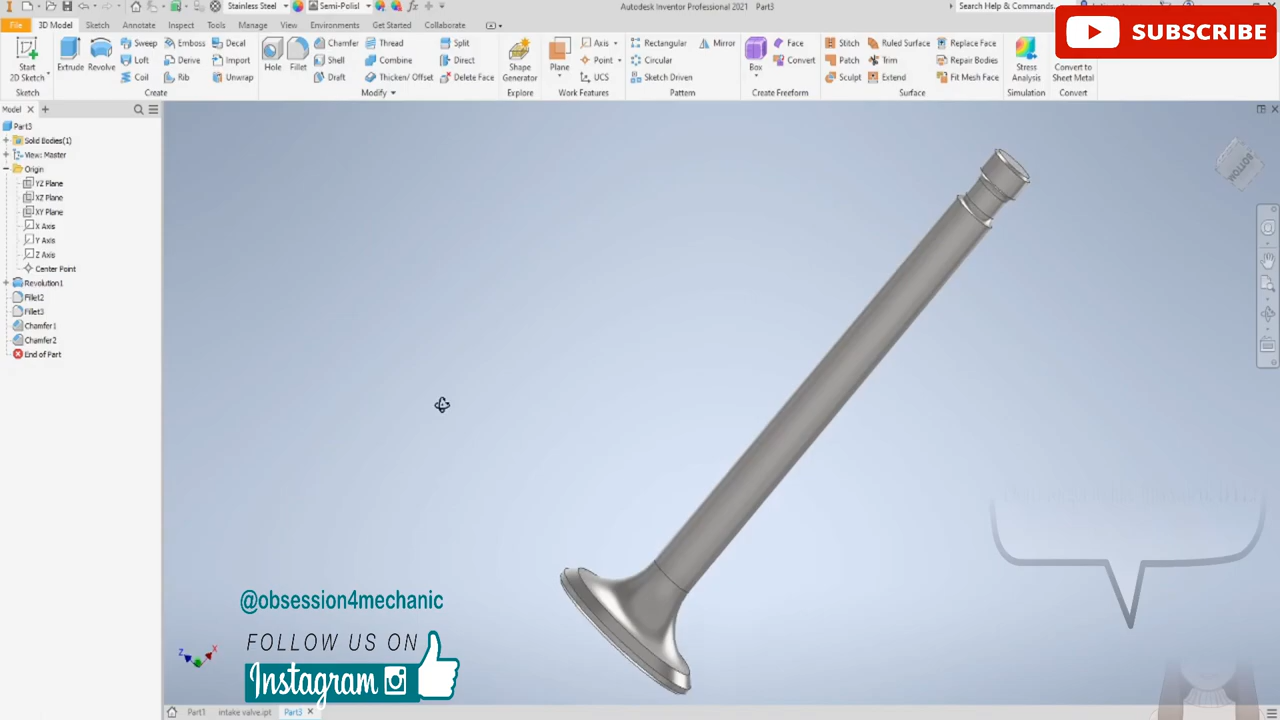 Stainless Steel
Semi-Polisl
Autodesk Inventor Professional 2021 Part3
Search Help & Commands...
SUBSCRIBE
File
3D Model
Sketch
Annotate
Inspect
Tools
Manage
View
Environments
Get Started
Collaborate
Start
2D Sketch
Extrude
Revolve
Sweep
Emboss
Decal
Loft
Derive
Import
Coil
Rib
Unwrap
Hole
Fillet
Chamfer
Thread
Shell
Combine
Draft
Thicken/ Offset
Split
Direct
Delete Face
Shape
Generator
Plane
Axis
Point
UCS
Rectangular
Mirror
Circular
Sketch Driven
Box
Face
Convert
Stitch
Ruled Surface
Replace Face
Patch
Trim
Repair Bodies
Sculpt
Extend
Fit Mesh Face
Stress
Analysis
Convert to
Sheet Metal
Sketch
Create
Modify
Explore
Work Features
Pattern
Create Freeform
Surface
Simulation
Convert
Model
Part3
Solid Bodies(1)
View: Master
Origin
YZ Plane
XZ Plane
XY Plane
X Axis
Y Axis
Z Axis
Center Point
Revolution1
Fillet2
Fillet3
Chamfer1
Chamfer2
End of Part
BOTTOM
@obsession4mechanic
FOLLOW US ON
Instagram
Z
X
Part1
intake valve.ipt
Part3